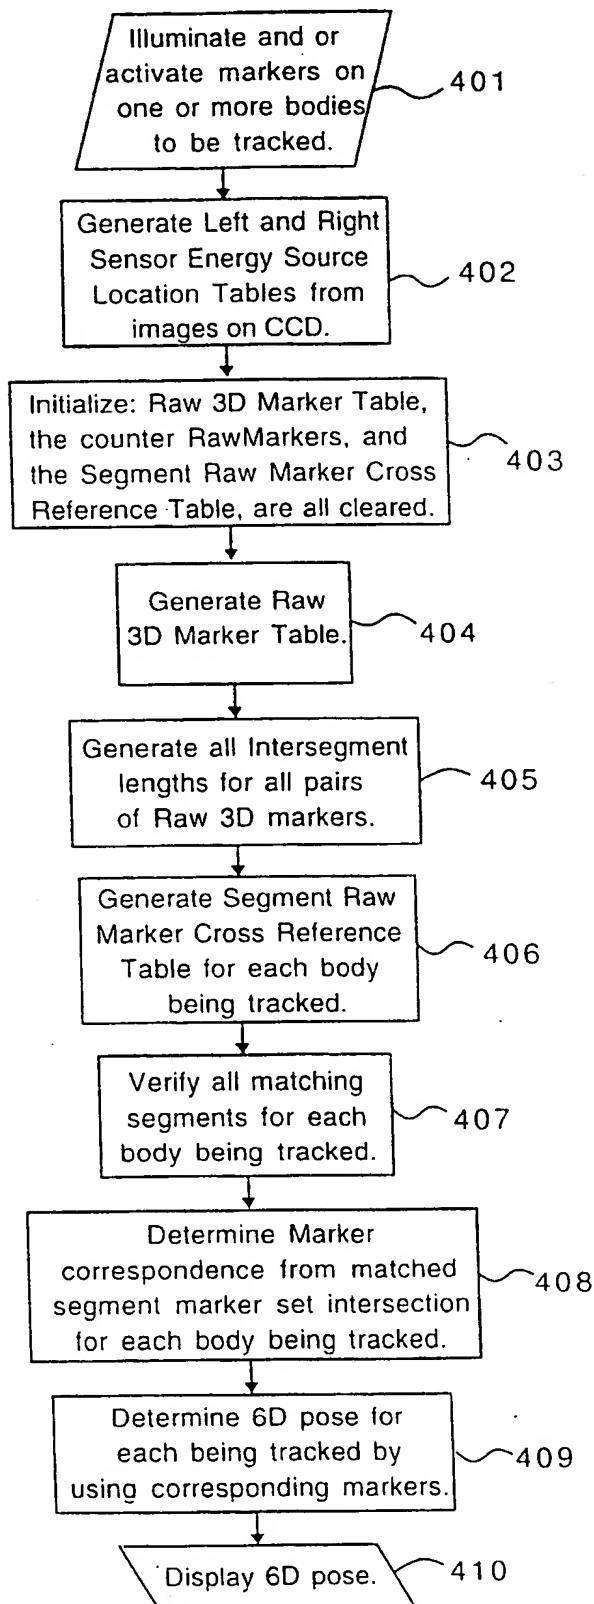 Illuminate and or
activate markers on
one or more bodies
to be tracked.
401
Generate Left and Right
Sensor Energy Source
Location Tables from
images on CCD.
402
Initialize: Raw 3D Marker Table,
the counter RawMarkers, and
the Segment Raw Marker Cross
Reference Table, are all cleared.
403
Generate Raw
3D Marker Table.
404
Generate all Intersegment
lengths for all pairs
of Raw 3D markers.
405
Generate Segment Raw
Marker Cross Reference
Table for each body
being tracked.
406
Verify all matching
segments for each
body being tracked.
407
Determine Marker
correspondence from matched
segment marker set intersection
for each body being tracked.
408
Determine 6D pose for
each being tracked by
using corresponding markers.
409
Display 6D pose.
410